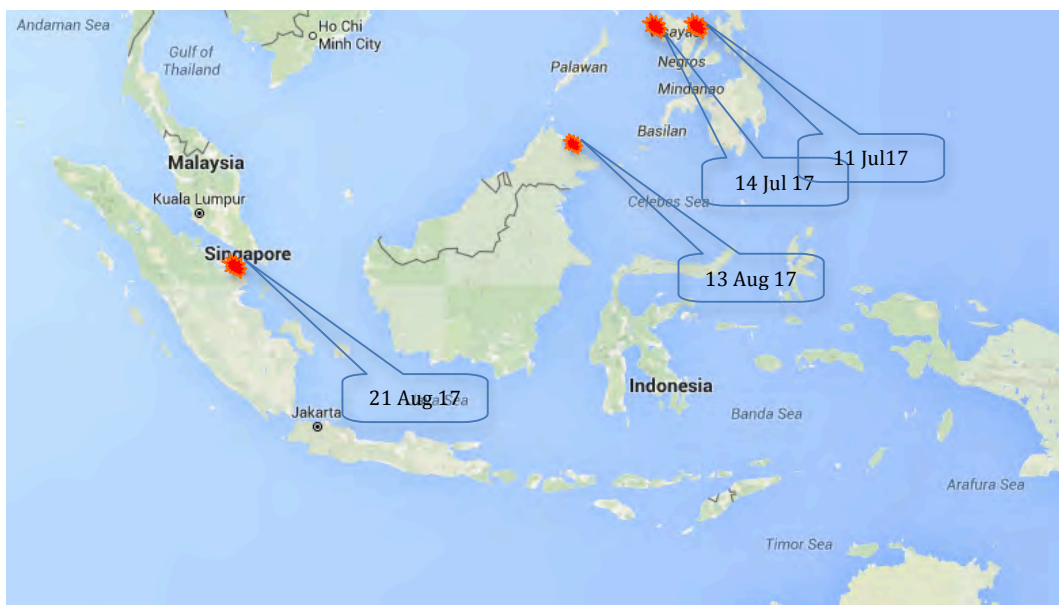 Andaman Sea
Ho Chi
Minh City
Gulf of
Thailand
Palawan
Negros
Mindanao
Basilan
11 Jul17
14 Jul 17
Malaysia
Kuala Lumpur
Celebes Sea
Singapore
13 Aug 17
21 Aug 17
Indonesia
Jakarta
Banda Sea
Arafura Sea
Timor Sea